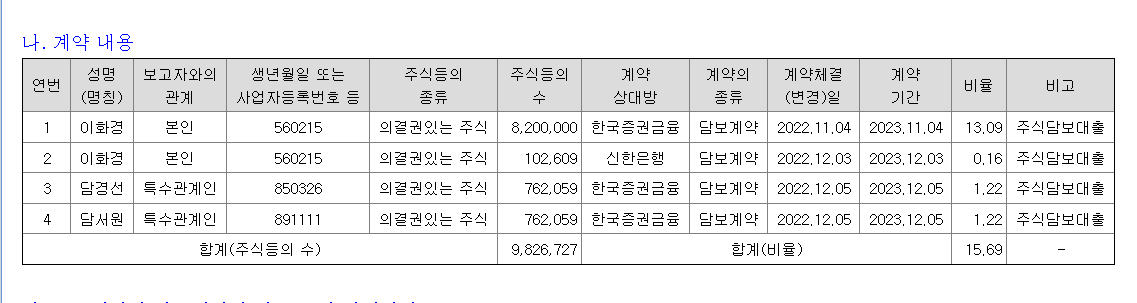 나. 계약 내용
연번 성명 (명칭) 보고자와의 관계 생년월일 또는 사업자등록번호 등 주식등의 종류 주식등의 수 계약 상대방 계약의 종류 계약체결 (변경)일 계약 기간 비율 비고
1 이화경 본인 560215 의결권있는 주식 8,200,000 한국증권금융 담보계약 2022.11.04 2023.11.04 13.09 주식담보대출
2 이화경 본인 560215 의결권있는 주식 102,609 신한은행 담보계약 2022.12.03 2023.12.03 0.16 주식담보대출
3 담경선 특수관계인 850326 의결권있는 주식 762,059 한국증권금융 담보계약 2022.12.05 2023.12.05 1.22 주식담보대출
4 담서원 특수관계인 891111 의결권있는 주식 762,059 한국증권금융 담보계약 2022.12.05 2023.12.05 1.22 주식담보대출
합계(주식등의 수) 9,826,727 합계(비율) 15.69 -